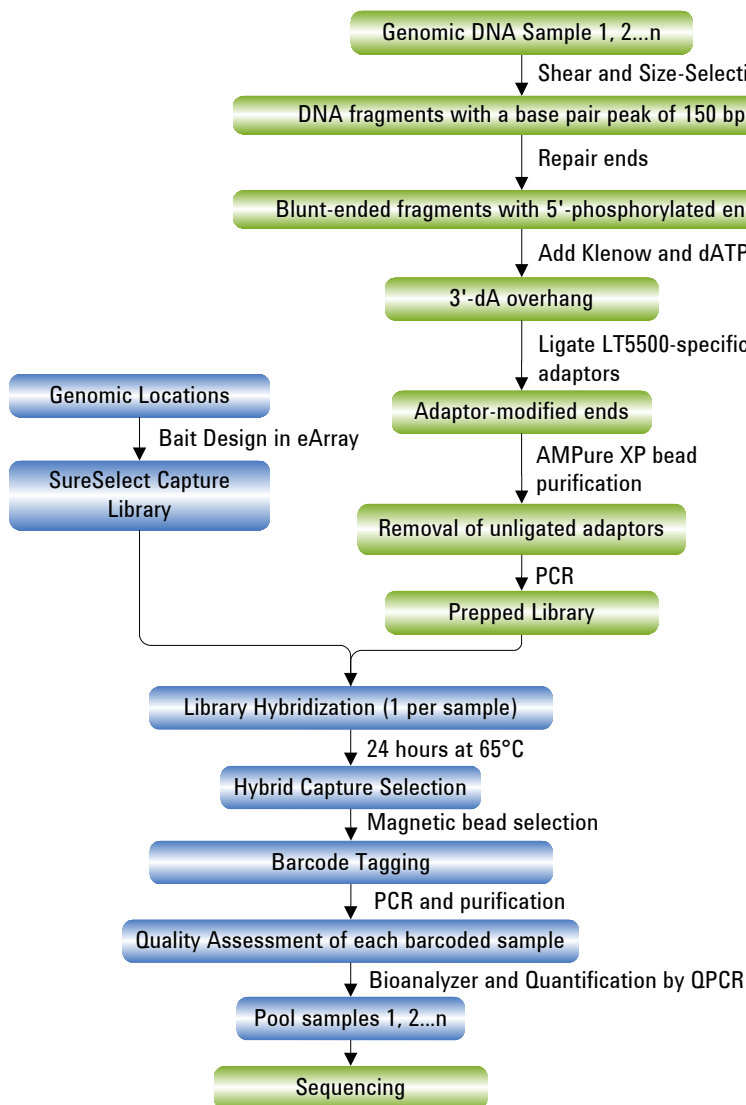 Genomic DNA Sample 1, 2...n
Shear and Size-Selecti
DNA fragments with a base pair peak of 150 bp
Repair ends
Blunt-ended fragments with 5'-phosphorylated en
Add Klenow and dATP
3'-dA overhang
Ligate LT5500-specific
adaptors
Genomic Locations
Adaptor-modified ends
Bait Design in eArray
AMPure XP bead
purification
SureSelect Capture
Library
Removal of unligated adaptors
PCR
Prepped Library
Library Hybridization (1 per sample)
24 hours at 65°C
Hybrid Capture Selection
Magnetic bead selection
Barcode Tagging
PCR and purification
Quality Assessment of each barcoded sample
Bioanalyzer and Quantification by QPCR
Pool samples 1, 2...n
Sequencing